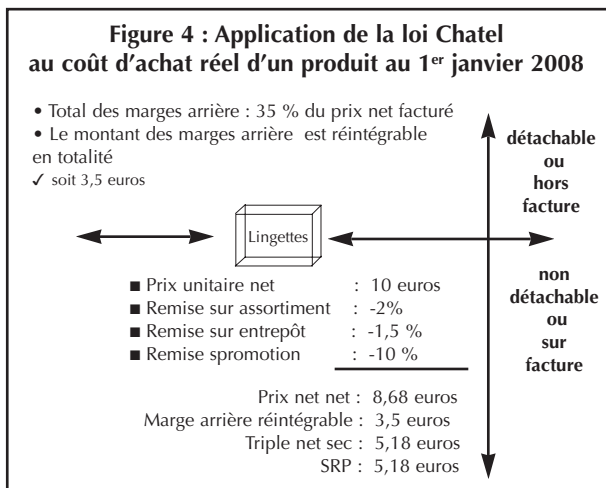 Figure 4 : Application de la loi Chatel
au coût d'achat réel d'un produit au 1er janvier 2008
• Total des marges arrière : 35 % du prix net facturé
• Le montant des marges arrière est réintégrable
en totalité
✓ soit 3,5 euros
détachable
ou
hors
facture
Lingettes
non
détachable
ou
sur
facture
■ Prix unitaire net : 10 euros
■ Remise sur assortiment : -2%
■ Remise sur entrepôt : -1,5 %
■ Remise spromotion : -10 %
Prix net net : 8,68 euros
Marge arrière réintégrable : 3,5 euros
Triple net sec : 5,18 euros
SRP : 5,18 euros